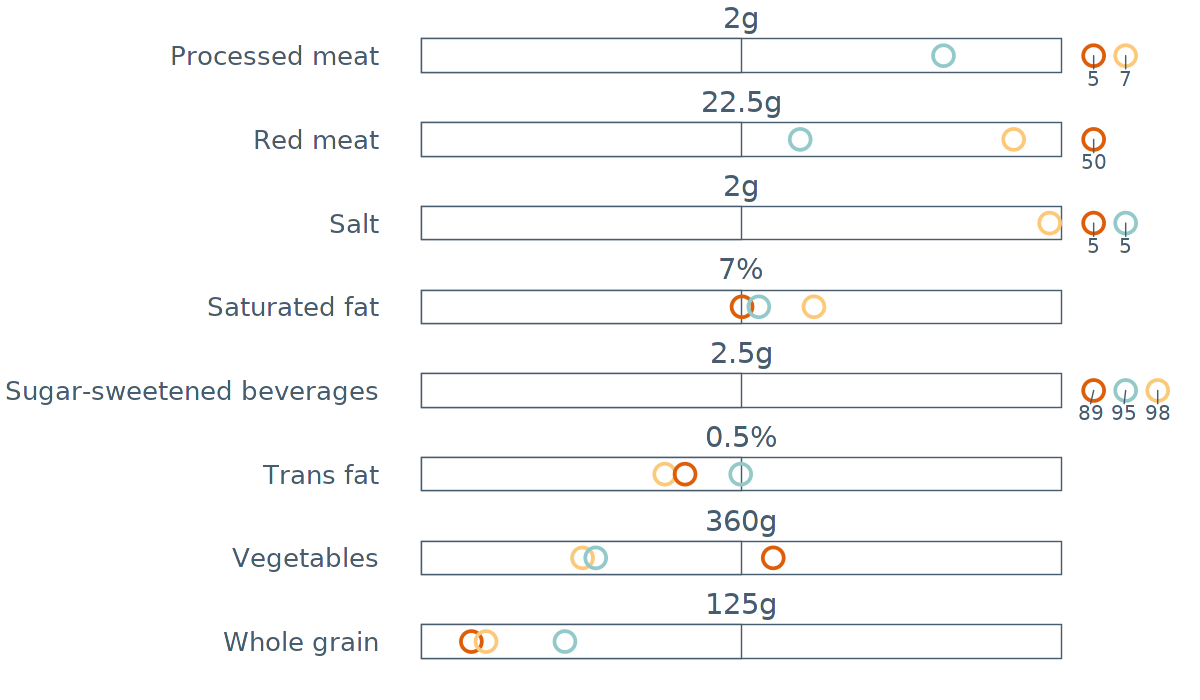 2g
Processed meat
5 7
22.5g
Red meat
50
2g
Salt
5 5
7%
Saturated fat
2.5g
Sugar-sweetened beverages
89 95 98
0.5%
Trans fat
360g
Vegetables
125g
Whole grain